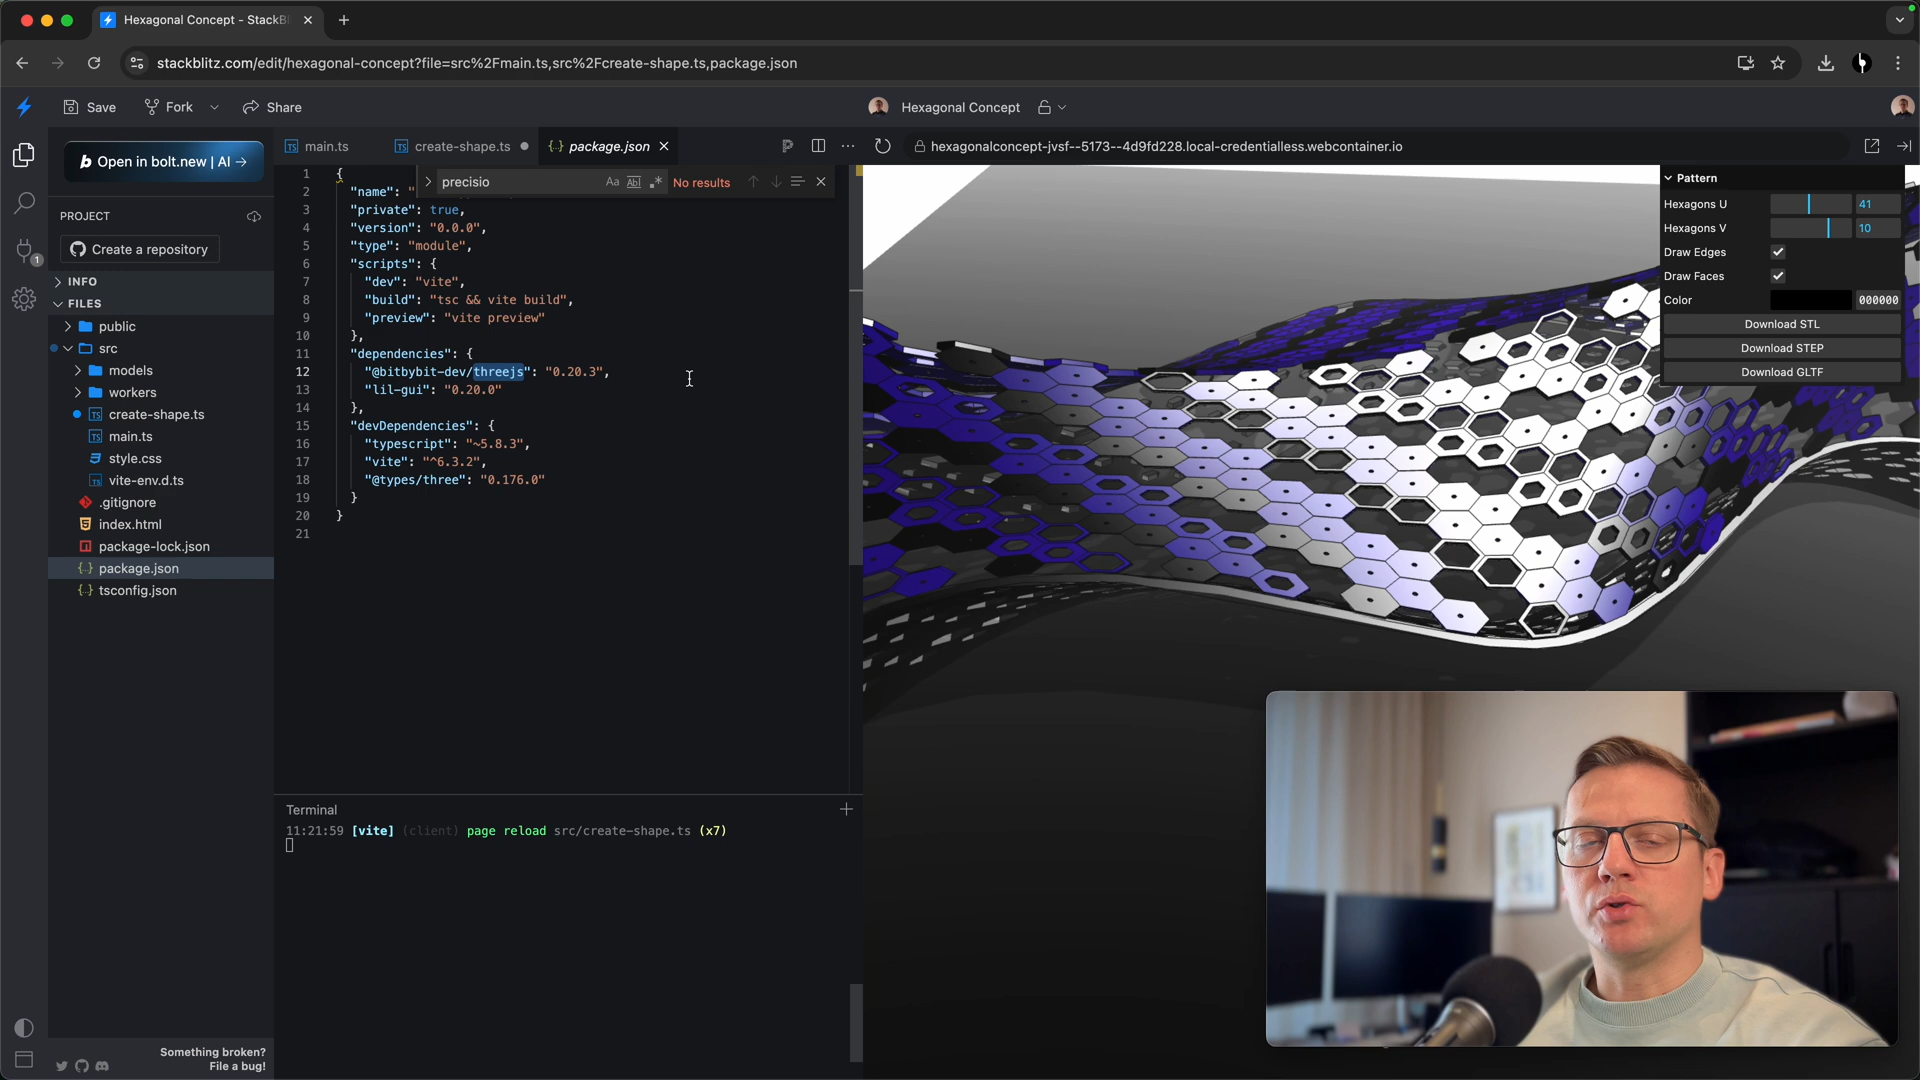 Hexagonal Concept - StackBl
stackblitz.com/edit/hexagonal-concept?file=src%2Fmain.ts,src%2Fcreate-shape.ts,package.json
Save
Fork
Share
Hexagonal Concept
b Open in bolt.new | AI →
main.ts
create-shape.ts
package.json
hexagonalconcept-jvsf--5173--4d9fd228.local-credentialless.webcontainer.io
precisio
Aa
Abl
No results
PROJECT
Create a repository
INFO
FILES
public
src
models
workers
create-shape.ts
main.ts
style.css
vite-env.d.ts
.gitignore
index.html
package-lock.json
package.json
tsconfig.json
1
1 {
2 "name": "
3 "private": true,
4 "version": "0.0.0",
5 "type": "module",
6 "scripts": {
7 "dev": "vite",
8 "build": "tsc && vite build",
9 "preview": "vite preview"
10 },
11 "dependencies": {
12 "@bitbybit-dev/threejs": "0.20.3",
13 "lil-gui": "0.20.0"
14 },
15 "devDependencies": {
16 "typescript": "~5.8.3",
17 "vite": "^6.3.2",
18 "@types/three": "0.176.0"
19 }
20 }
21
Pattern
Hexagons U 41
Hexagons V 10
Draw Edges
Draw Faces
Color 000000
Download STL
Download STEP
Download GLTF
Terminal
11:21:59 [vite] (client) page reload src/create-shape.ts (x7)
Something broken?
File a bug!